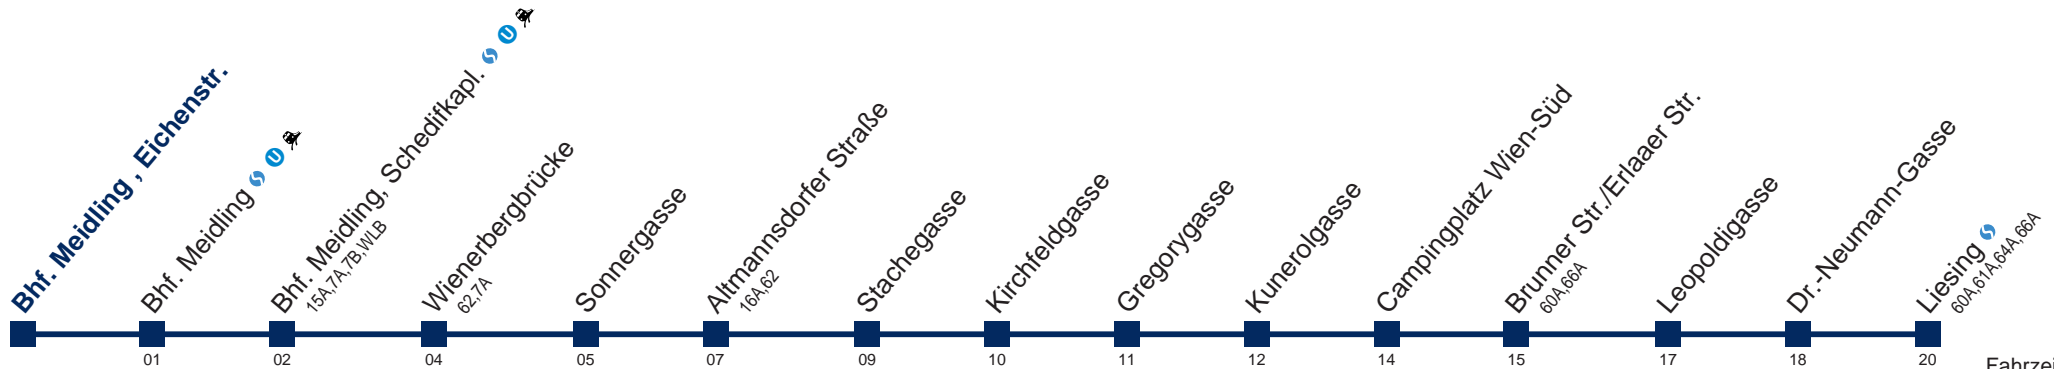 Bhf. Meidling , Eichenstr.
Bhf. Meidling
Bhf. Meidling, Schedifkapl.
15A,7A,7B,WLB
Wienerbergbrücke
62,7A
Sonnergasse
Altmannsdorfer Straße
16A,62
Stachegasse
Kirchfeldgasse
Gregorygasse
Kunerolgasse
Campingplatz Wien-Süd
Brunner Str./Erlaaer Str.
60A,66A
Leopoldigasse
Dr.-Neumann-Gasse
Liesing
60A,61A,64A,66A
01 02 04 05 07 09 10 11 12 14 15 17 18 20
Fahrzei